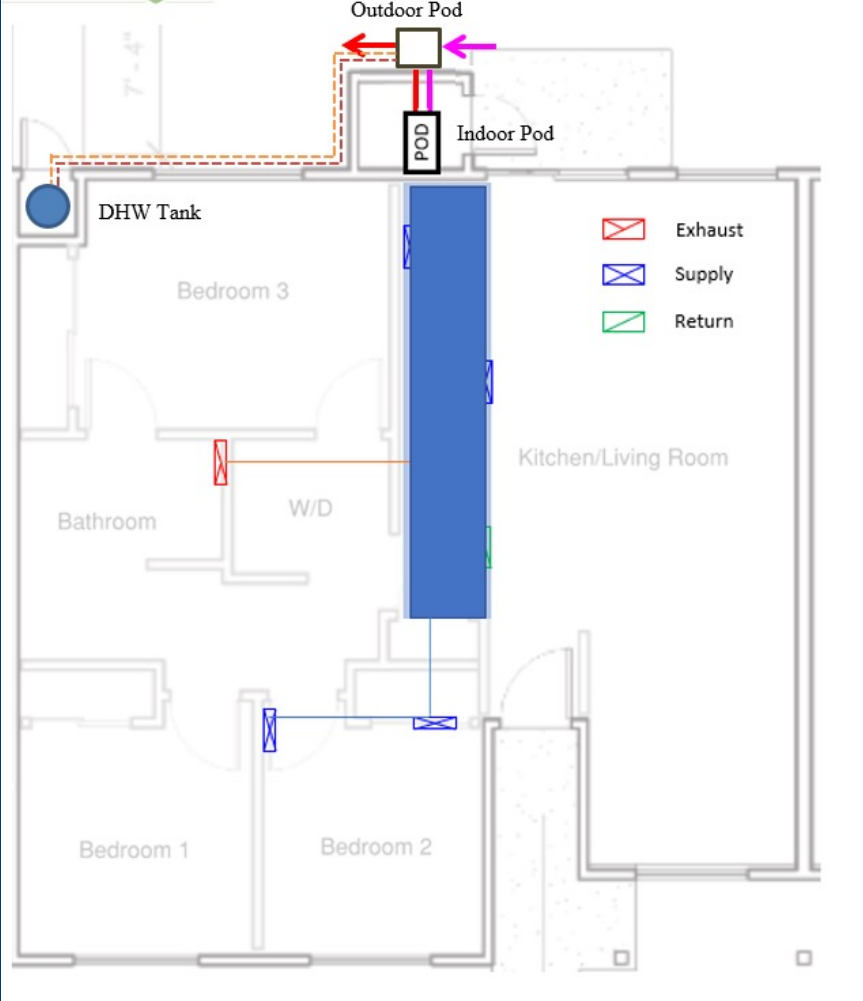 Outdoor Pod
7' - 4"
POD
Indoor Pod
DHW Tank
Exhaust
Supply
Return
Bedroom 3
Kitchen/Living Room
W/D
Bathroom
Bedroom 1
Bedroom 2